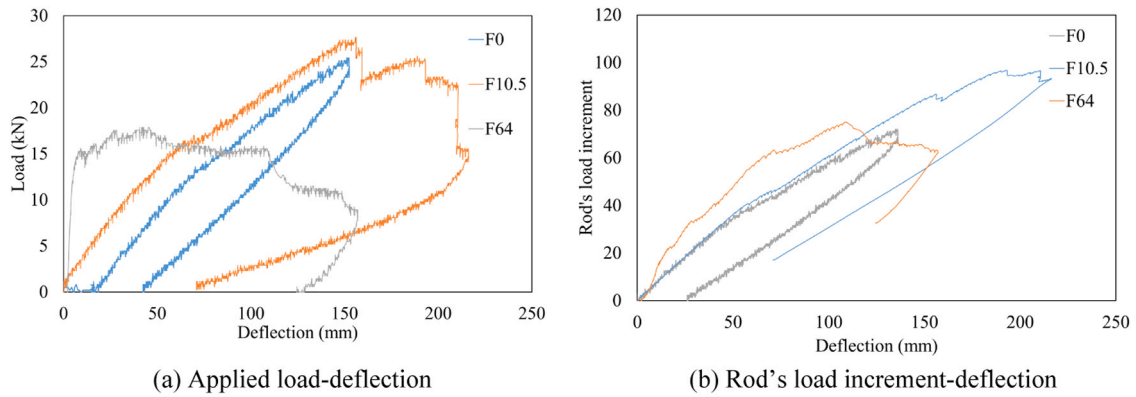 30
25
20
15
10
5
0
Load (kN)
0 50 100 150 200 250
Deflection (mm)
F0
F10.5
F64
(a) Applied load-deflection
120
100
80
60
40
20
0
Rod's load increment
0 50 100 150 200 250
Deflection (mm)
F0
F10.5
F64
(b) Rod’s load increment-deflection